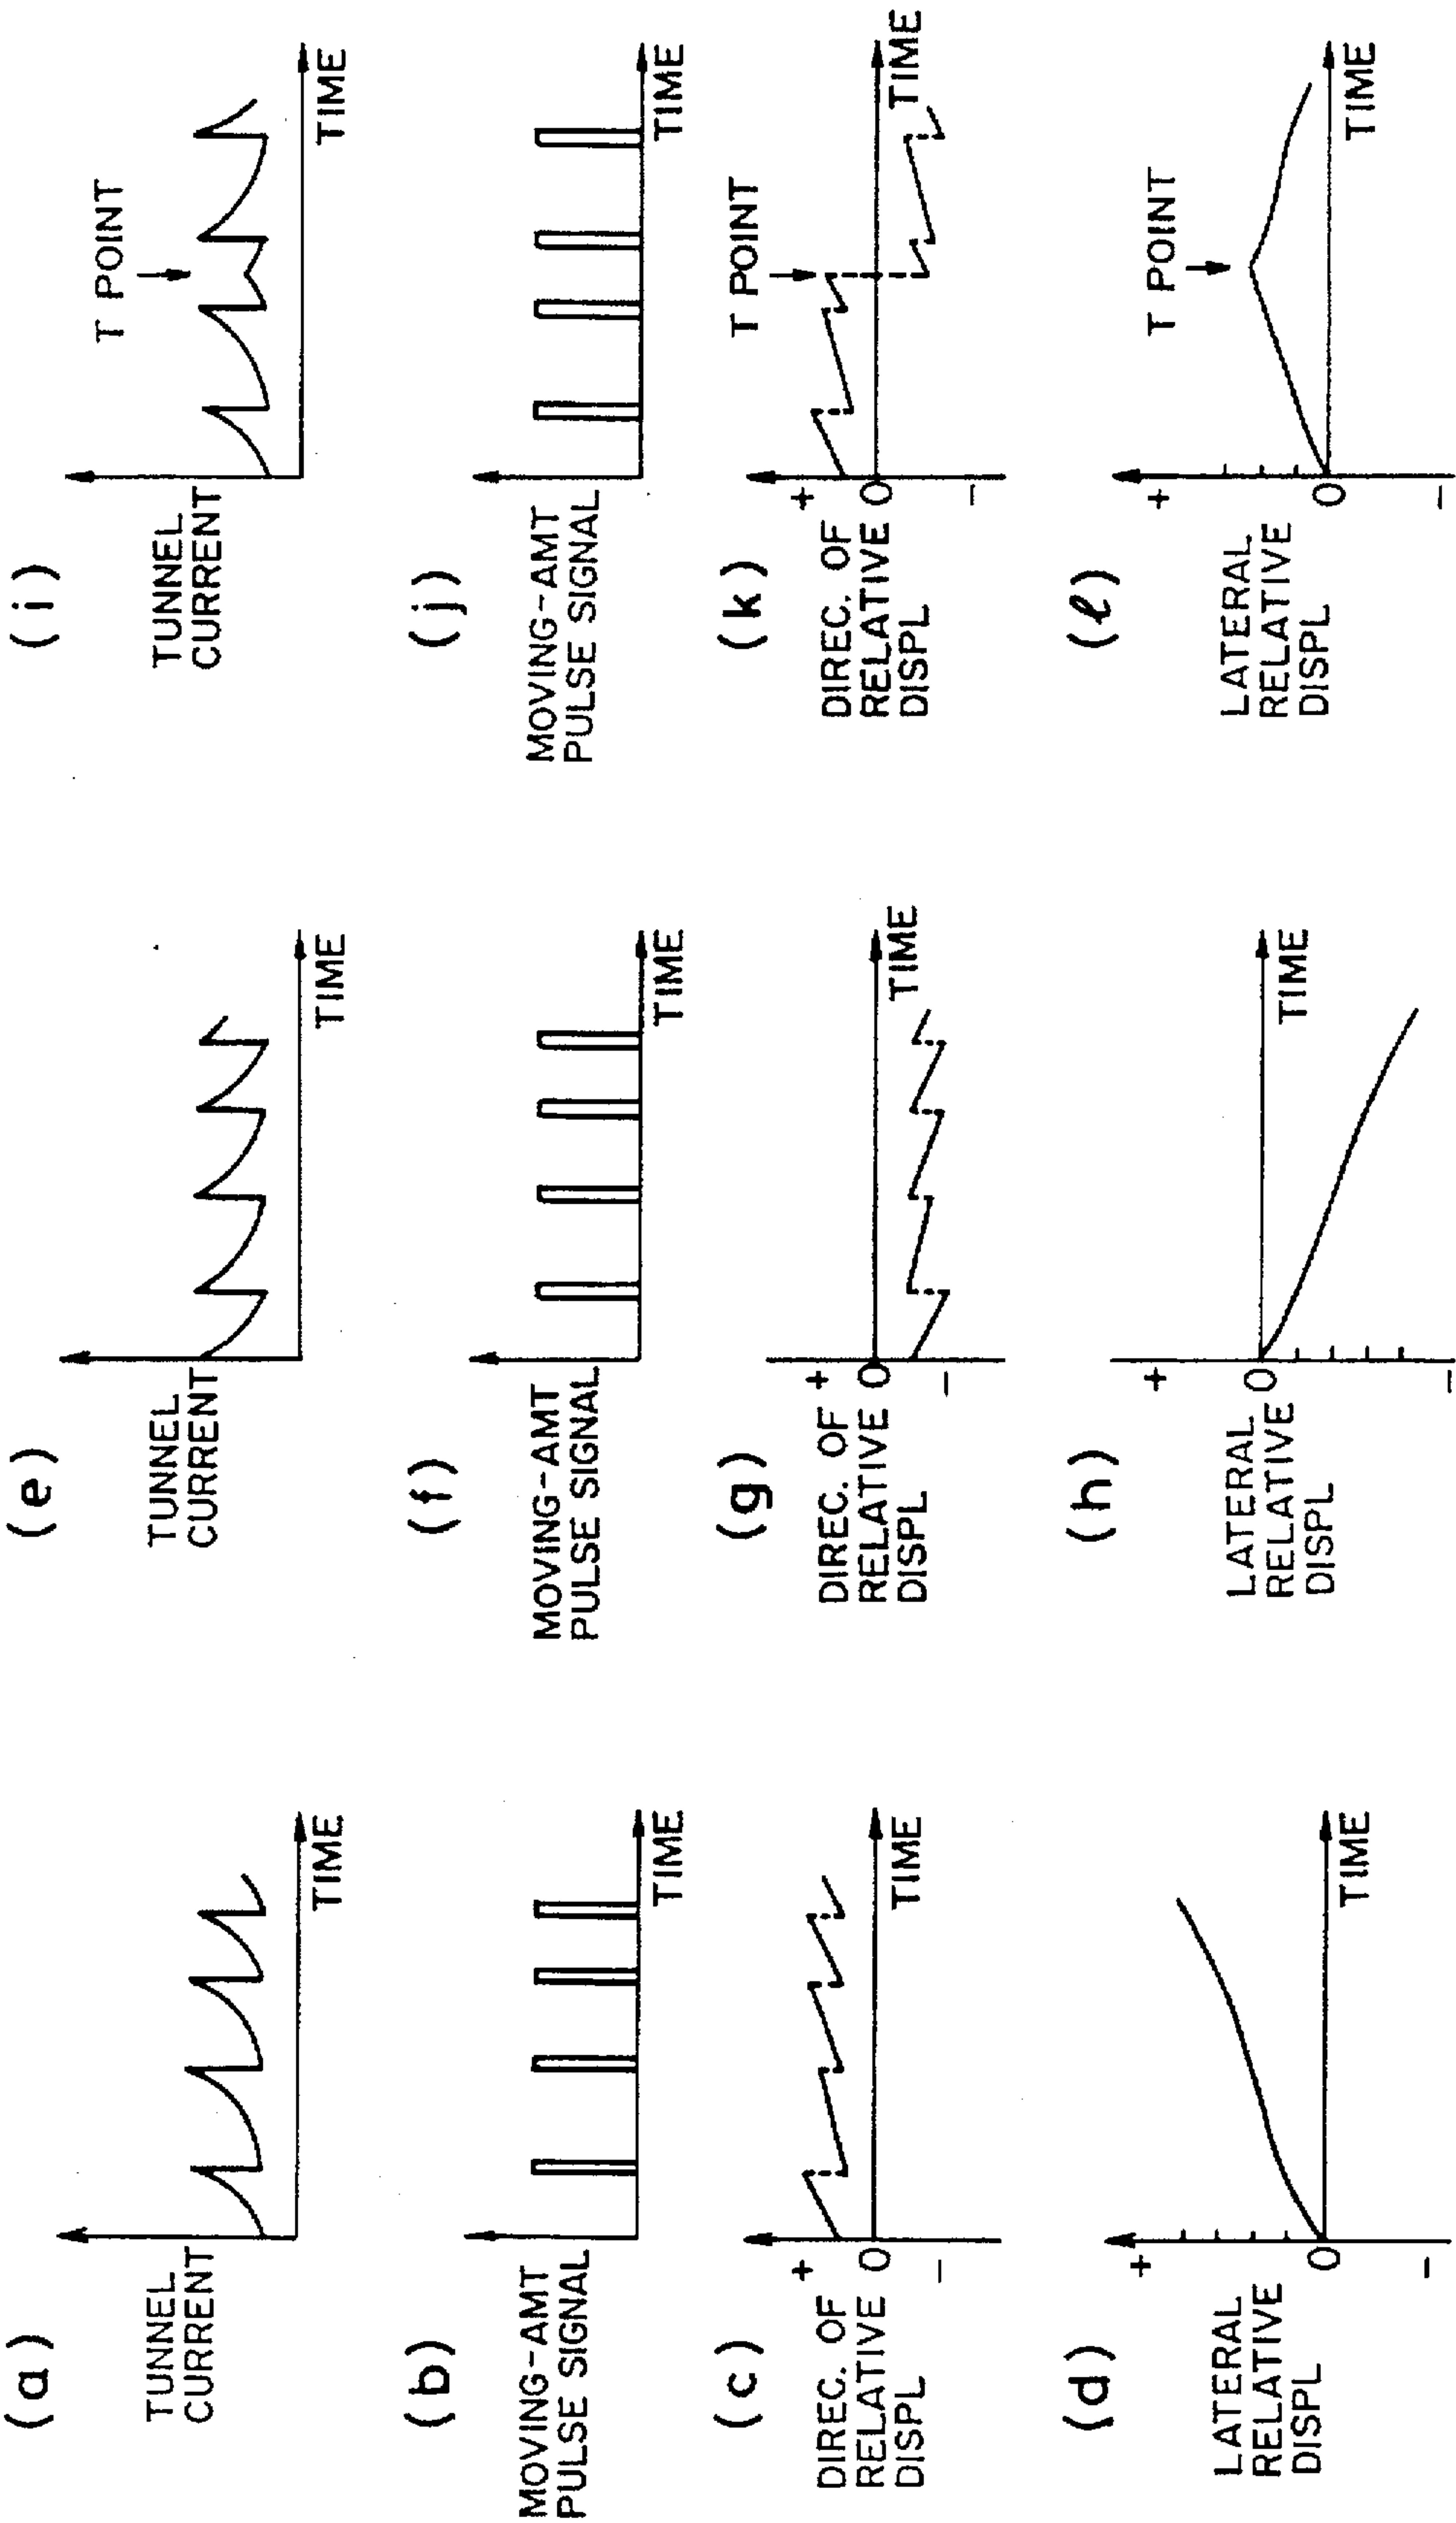 (a)
TUNNEL
CURRENT
TIME
(b)
MOVING-AMT
PULSE SIGNAL
TIME
(c)
DIREC. OF
RELATIVE
DISPL
+
0
-
TIME
(d)
LATERAL
RELATIVE
DISPL
+
0
-
TIME
(e)
TUNNEL
CURRENT
TIME
(f)
MOVING-AMT
PULSE SIGNAL
TIME
(g)
DIREC. OF
RELATIVE
DISPL
+
0
-
TIME
(h)
LATERAL
RELATIVE
DISPL
+
0
-
TIME
(i)
TUNNEL
CURRENT
T POINT
TIME
(j)
MOVING-AMT
PULSE SIGNAL
TIME
(k)
DIREC. OF
RELATIVE
DISPL
+
0
-
T POINT
TIME
(ℓ)
LATERAL
RELATIVE
DISPL
+
0
-
T POINT
TIME